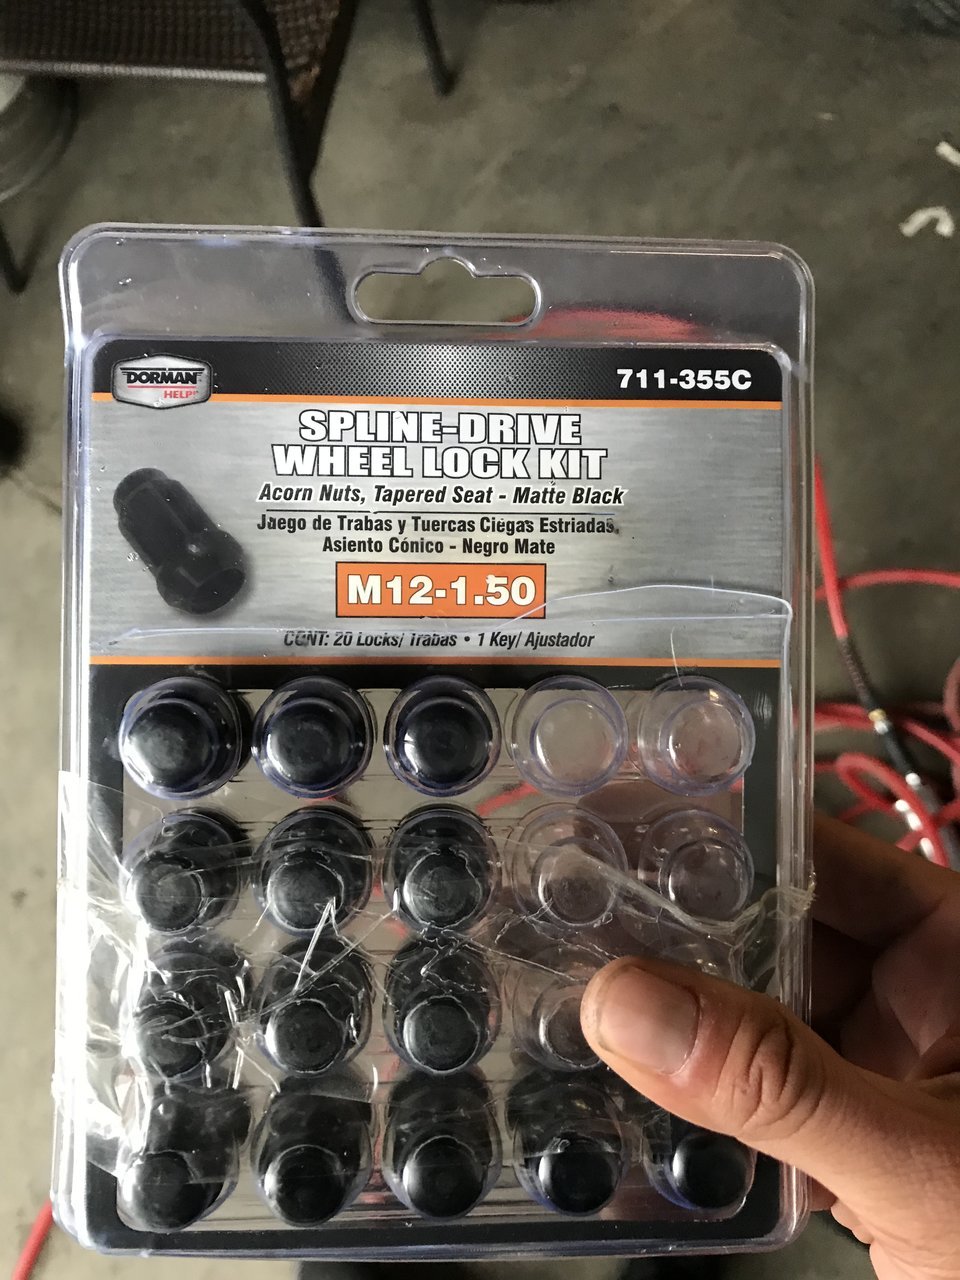 DORMAN
HELP!
711-355C
SPLINE-DRIVE
WHEEL LOCK KIT
Acorn Nuts, Tapered Seat - Matte Black
Juego de Trabas y Tuercas Ciegas Estriadas,
Asiento Cónico - Negro Mate
M12-1.50
CONT: 20 Locks/ Trabas • 1 Key/ Ajustador